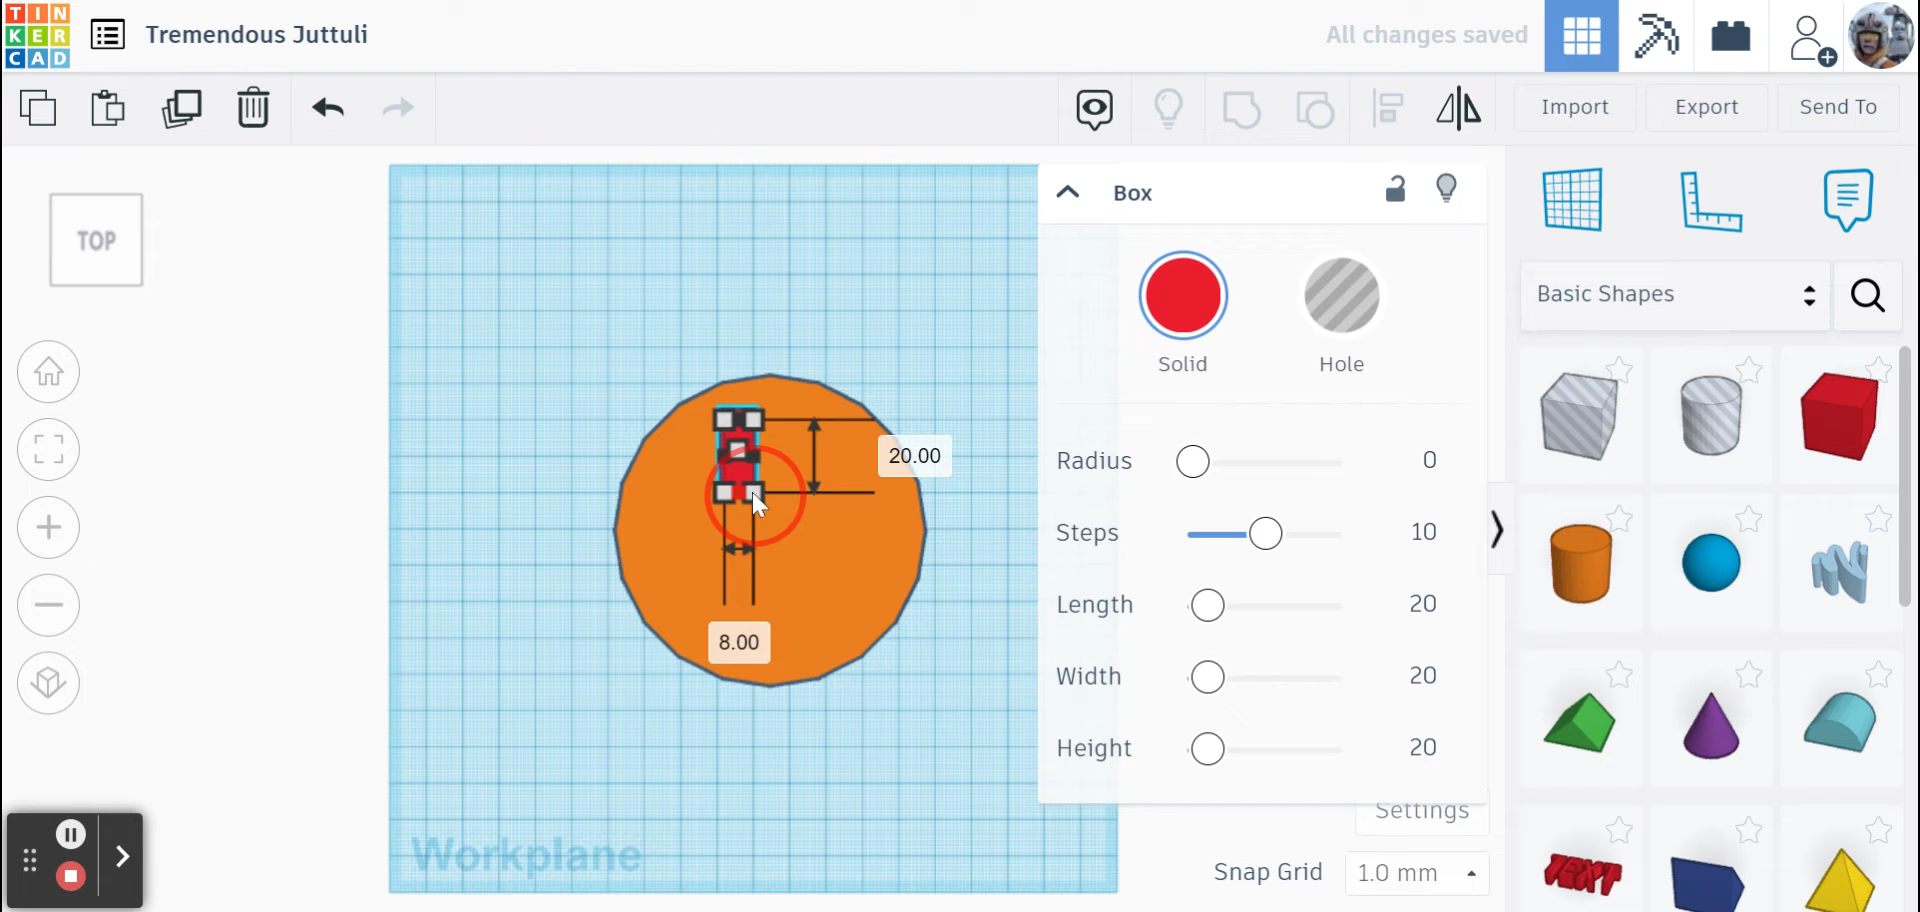 TIN
KER
CAD
Tremendous Juttuli
All changes saved
Import
Export
Send To
TOP
Box
Solid
Hole
Basic Shapes
20.00
8.00
Radius 0
Steps 10
Length 20
Width 20
Height 20
Settings
Workplane
Snap Grid 1.0 mm
TEXT